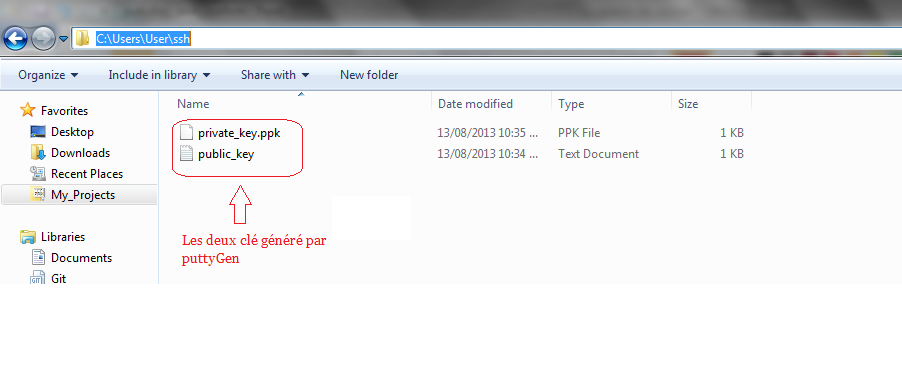 C:\Users\User\ssh
Organize Include in library Share with New folder
Favorites
Desktop
Downloads
Recent Places
My_Projects
Libraries
Documents
Git
Name Date modified Type Size
private_key.ppk 13/08/2013 10:35 ... PPK File 1 KB
public_key 13/08/2013 10:34 ... Text Document 1 KB
Les deux clé généré par
puttyGen